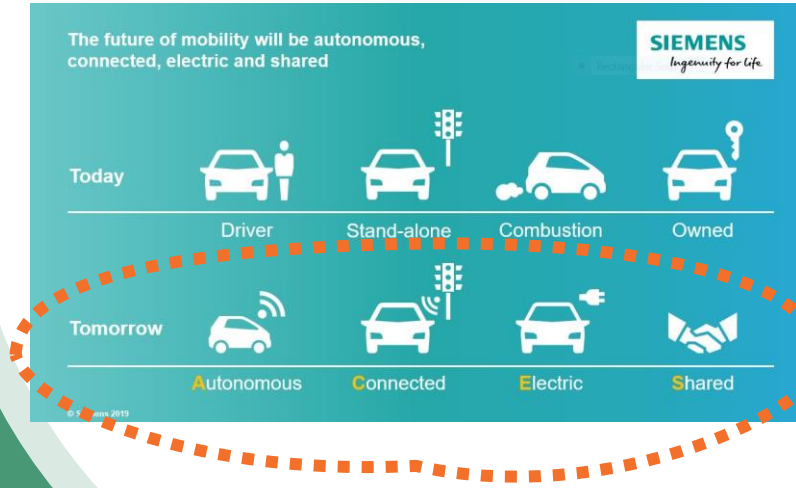 The future of mobility will be autonomous,
connected, electric and shared
SIEMENS
Ingenuity for life
Today
Driver Stand-alone Combustion Owned
Tomorrow
Autonomous Connected Electric Shared
2019